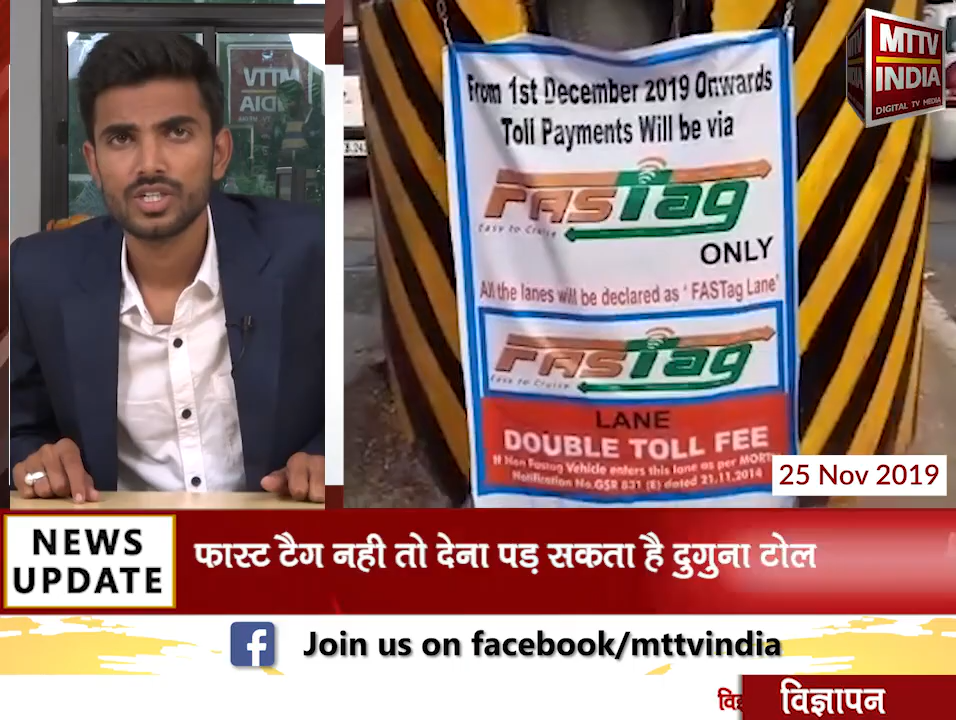 MTTV
INDIA
DIGITAL TV MEDIA
From 1st December 2019 Onwards
Toll Payments Will be via
FASTag
Easy to Cruise
ONLY
All the lanes will be declared as ' FASTag Lane'
FASTag
Easy to Cruise
LANE
DOUBLE TOLL FEE
If Non Fastag Vehicle enters this lane as per MORT
Notification No.GSR 831 (E) dated 21.11.2014
25 Nov 2019
NEWS
UPDATE
फास्ट टैग नही तो देना पड़ सकता है दुगुना टोल
Join us on facebook/mttvindia
विज्ञापन